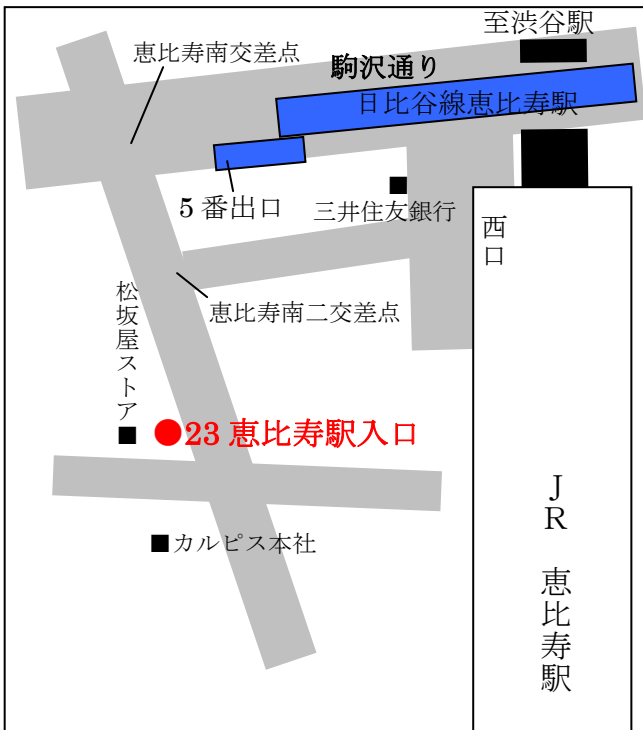 至渋谷駅
恵比寿南交差点
駒沢通り
日比谷線恵比寿駅
5番出口
三井住友銀行
西口
恵比寿南二交差点
松坂屋ストア
23 恵比寿駅入口
カルピス本社
JR 恵比寿駅